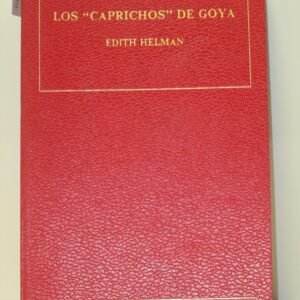 LOS "CAPRICHOS" DE GOYA
EDITH HELMAN